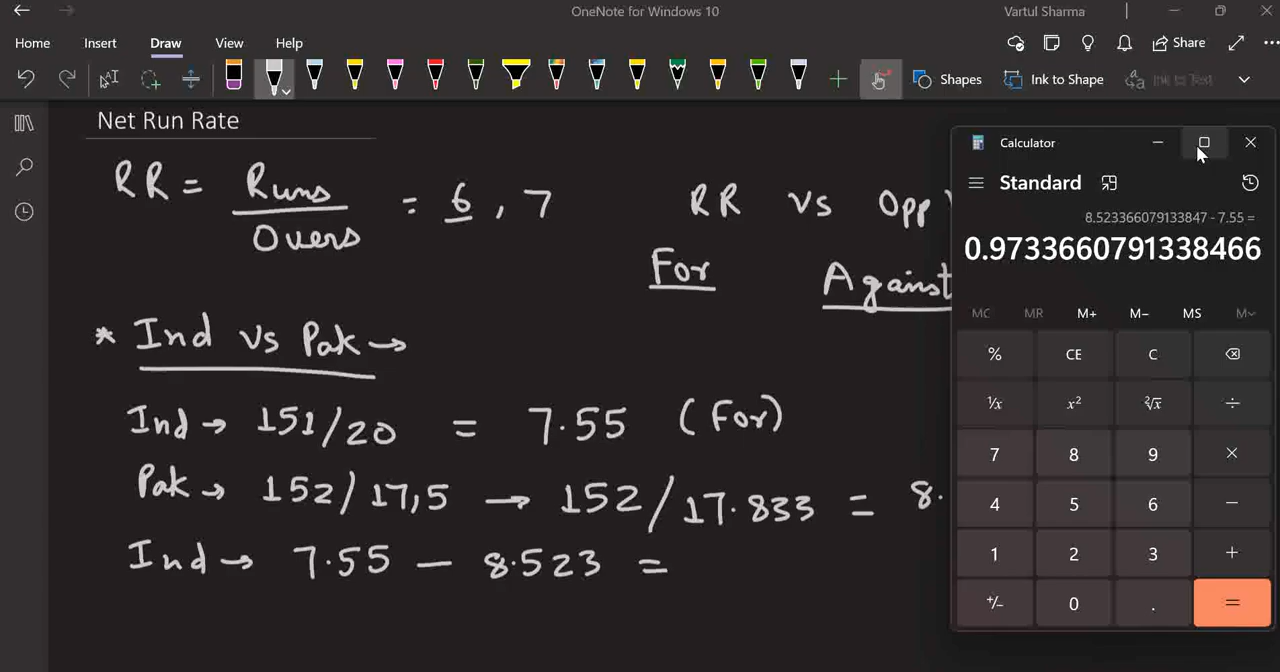 OneNote for Windows 10
Vartul Sharma
Home Insert Draw View Help
Share
Shapes
Ink to Shape
Ink to Text
Net Run Rate
RR = Runs / Overs = 6, 7
RR vs Opp
For Against
* Ind vs Pak →
Ind → 151/20 = 7.55 (For)
Pak → 152/17,5 → 152/17.833 = 8.
Ind → 7.55 — 8.523 =
Calculator
Standard
8.523366079133847 - 7.55 =
0.9733660791338466
MC MR M+ M− MS M˅
% CE C
¹/x x² ²√x ÷
7 8 9 ×
4 5 6 −
1 2 3 +
+/− 0 . =